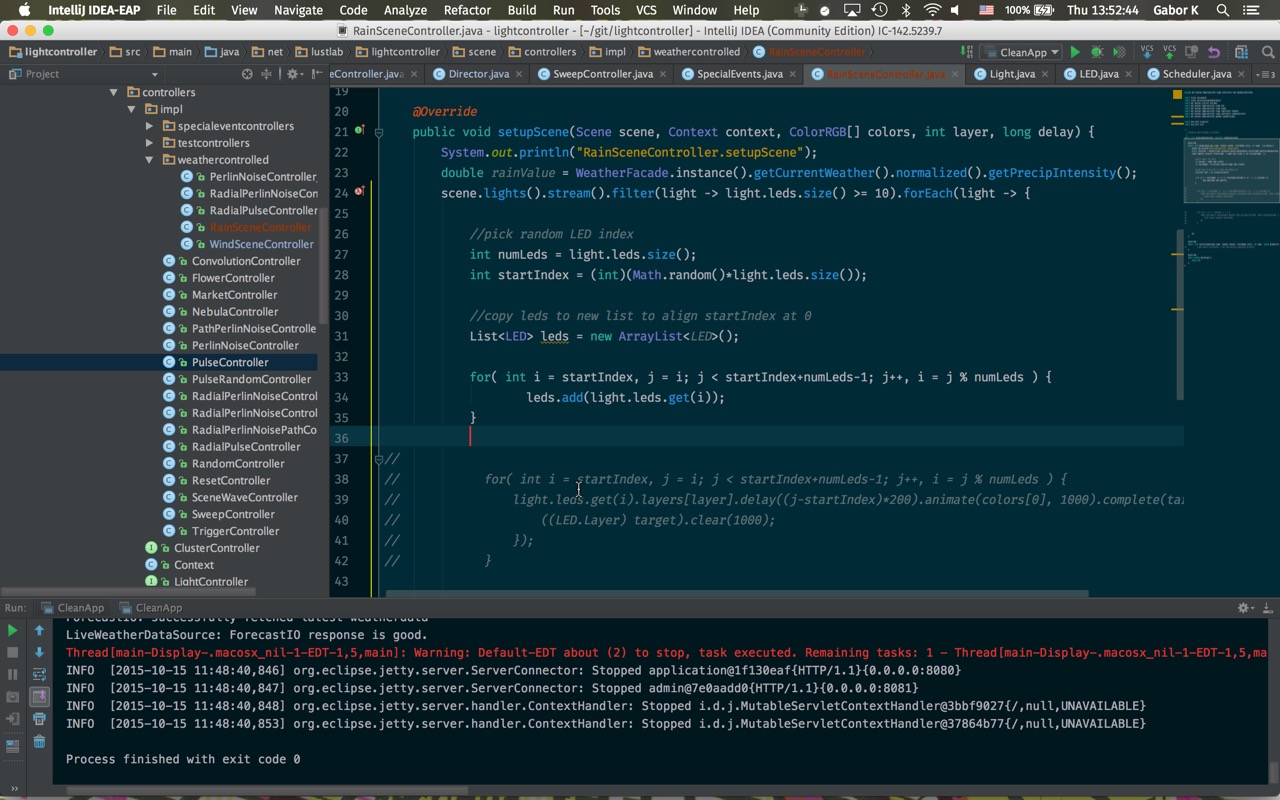 IntelliJ IDEA-EAP File Edit View Navigate Code Analyze Refactor Build Run Tools VCS Window Help 100% Thu 13:52:44 Gabor K
RainSceneController.java - lightcontroller - [~/git/lightcontroller] - IntelliJ IDEA (Community Edition) IC-142.5239.7
lightcontroller src main java net lustlab lightcontroller scene controllers impl weathercontrolled RainSceneController CleanApp VCS VCS
Project eController.java Director.java SweepController.java SpecialEvents.java RainSceneController.java Light.java LED.java Scheduler.java
controllers
impl
specialeventcontrollers
testcontrollers
weathercontrolled
PerlinNoiseController
RadialPerlinNoiseCon
RadialPulseController
RainSceneController
WindSceneController
ConvolutionController
FlowerController
MarketController
NebulaController
PathPerlinNoiseControlle
PerlinNoiseController
PulseController
PulseRandomController
RadialPerlinNoiseControl
RadialPerlinNoiseControl
RadialPerlinNoisePathCo
RadialPulseController
RandomController
ResetController
SceneWaveController
SweepController
TriggerController
ClusterController
Context
LightController
19
20 @Override
21 public void setupScene(Scene scene, Context context, ColorRGB[] colors, int layer, long delay) {
22 System.out.println("RainSceneController.setupScene");
23 double rainValue = WeatherFacade.instance().getCurrentWeather().normalized().getPrecipIntensity();
24 scene.lights().stream().filter(light -> light.leds.size() >= 10).forEach(light -> {
25
26 //pick random LED index
27 int numLeds = light.leds.size();
28 int startIndex = (int)(Math.random()*light.leds.size());
29
30 //copy leds to new list to align startIndex at 0
31 List<LED> leds = new ArrayList<LED>();
32
33 for( int i = startIndex, j = i; j < startIndex+numLeds-1; j++, i = j % numLeds ) {
34 leds.add(light.leds.get(i));
35 }
36
37 //
38 // for( int i = startIndex, j = i; j < startIndex+numLeds-1; j++, i = j % numLeds ) {
39 // light.leds.get(i).layers[layer].delay((j-startIndex)*200).animate(colors[0], 1000).complete(ta
40 // ((LED.Layer) target).clear(1000);
41 // });
42 // }
43
Run: CleanApp CleanApp
ForecastIO: successfully fetched latest weatherdata
LiveWeatherDataSource: ForecastIO response is good.
Thread[main-Display-.macosx_nil-1-EDT-1,5,main]: Warning: Default-EDT about (2) to stop, task executed. Remaining tasks: 1 - Thread[main-Display-.macosx_nil-1-EDT-1,5,ma
INFO [2015-10-15 11:48:40,846] org.eclipse.jetty.server.ServerConnector: Stopped application@1f130eaf{HTTP/1.1}{0.0.0.0:8080}
INFO [2015-10-15 11:48:40,847] org.eclipse.jetty.server.ServerConnector: Stopped admin@7e0aadd0{HTTP/1.1}{0.0.0.0:8081}
INFO [2015-10-15 11:48:40,848] org.eclipse.jetty.server.handler.ContextHandler: Stopped i.d.j.MutableServletContextHandler@3bbf9027{/,null,UNAVAILABLE}
INFO [2015-10-15 11:48:40,853] org.eclipse.jetty.server.handler.ContextHandler: Stopped i.d.j.MutableServletContextHandler@37864b77{/,null,UNAVAILABLE}
Process finished with exit code 0